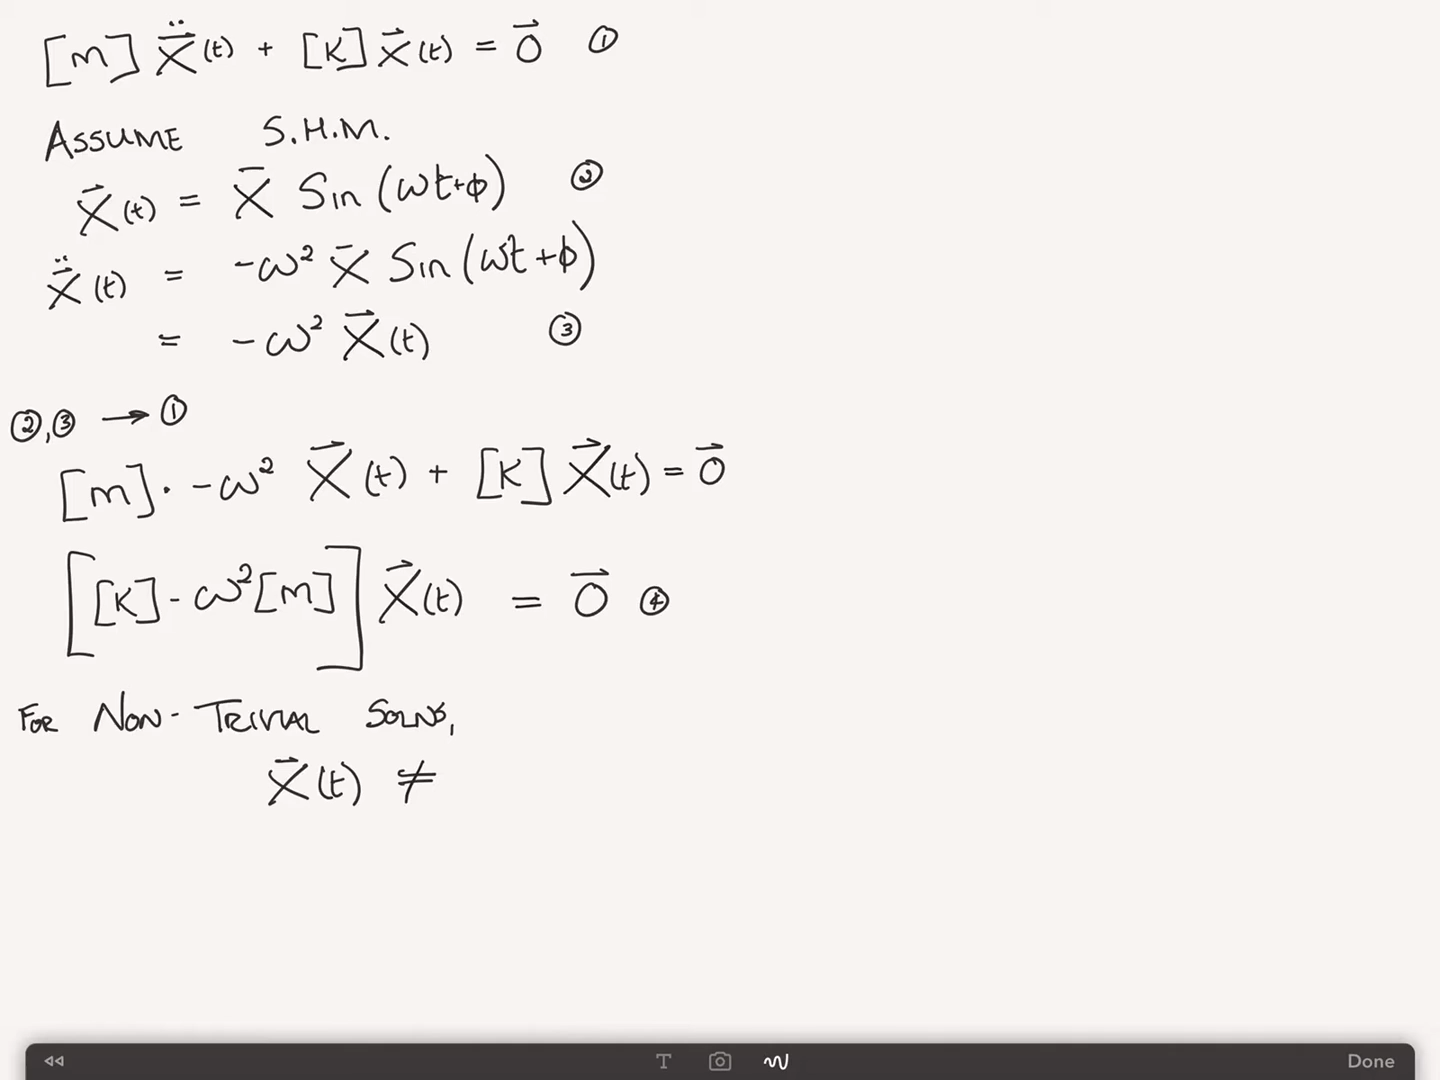 [m] ẍ⃗(t) + [K] x⃗(t) = 0⃗ ①
ASSUME S.H.M.
x⃗(t) = x̄ Sin (ωt+ϕ) ②
ẍ⃗(t) = -ω² x̄ Sin (ωt+ϕ)
= -ω² x⃗(t) ③
②,③ → ①
[m]. -ω² x⃗(t) + [K] x⃗(t) = 0⃗
[[K] - ω²[m]] x⃗(t) = 0⃗ ④
FOR NON-TRIVIAL SOLNS,
x⃗(t) ≠
T Done